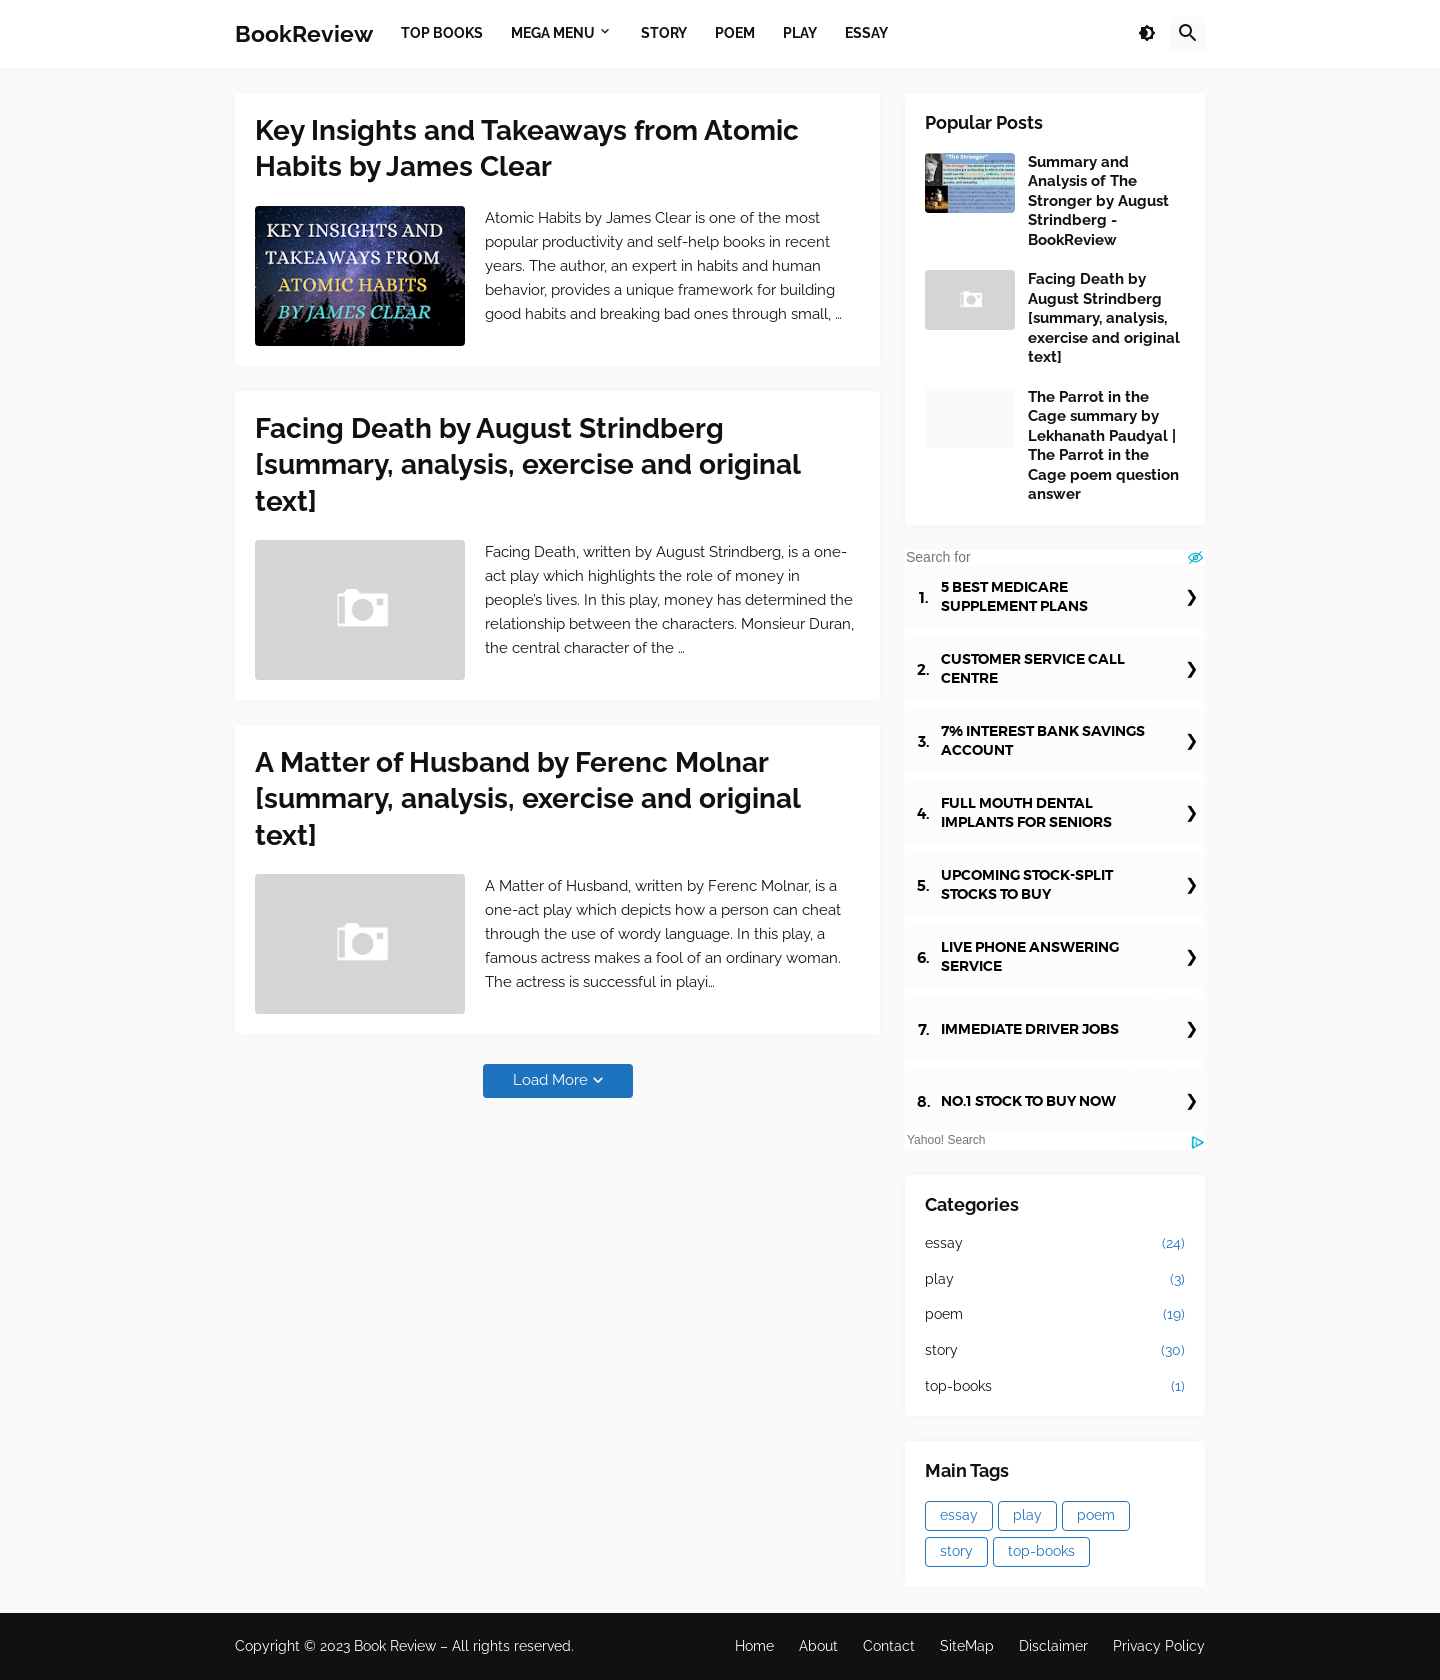 BookReview
TOP BOOKS
MEGA MENU
STORY
POEM
PLAY
ESSAY
Key Insights and Takeaways from Atomic
Habits by James Clear
KEY INSIGHTS AND
TAKEAWAYS FROM
ATOMIC HABITS
BY JAMES CLEAR
Atomic Habits by James Clear is one of the most
popular productivity and self-help books in recent
years. The author, an expert in habits and human
behavior, provides a unique framework for building
good habits and breaking bad ones through small, …
Facing Death by August Strindberg
[summary, analysis, exercise and original
text]
Facing Death, written by August Strindberg, is a one-
act play which highlights the role of money in
people's lives. In this play, money has determined the
relationship between the characters. Monsieur Duran,
the central character of the …
A Matter of Husband by Ferenc Molnar
[summary, analysis, exercise and original
text]
A Matter of Husband, written by Ferenc Molnar, is a
one-act play which depicts how a person can cheat
through the use of wordy language. In this play, a
famous actress makes a fool of an ordinary woman.
The actress is successful in playi…
Load More
Popular Posts
"The Stronger"
Summary and
Analysis of The
Stronger by August
Strindberg -
BookReview
Facing Death by
August Strindberg
[summary, analysis,
exercise and original
text]
The Parrot in the
Cage summary by
Lekhanath Paudyal |
The Parrot in the
Cage poem question
answer
Search for
1. 5 BEST MEDICARE
SUPPLEMENT PLANS
2. CUSTOMER SERVICE CALL
CENTRE
3. 7% INTEREST BANK SAVINGS
ACCOUNT
4. FULL MOUTH DENTAL
IMPLANTS FOR SENIORS
5. UPCOMING STOCK-SPLIT
STOCKS TO BUY
6. LIVE PHONE ANSWERING
SERVICE
7. IMMEDIATE DRIVER JOBS
8. NO.1 STOCK TO BUY NOW
Yahoo! Search
Categories
essay (24)
play (3)
poem (19)
story (30)
top-books (1)
Main Tags
essay
play
poem
story
top-books
Copyright © 2023 Book Review – All rights reserved.
Home
About
Contact
SiteMap
Disclaimer
Privacy Policy